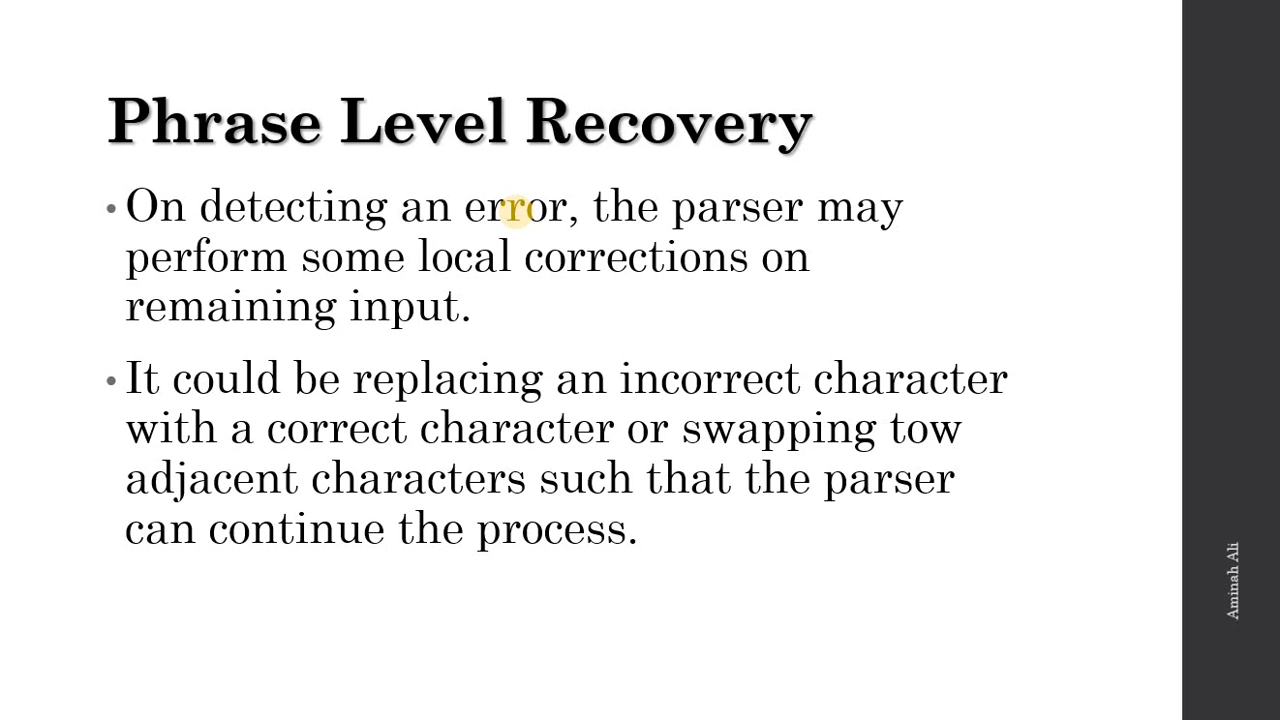 Phrase Level Recovery
• On detecting an error, the parser may
perform some local corrections on
remaining input.
• It could be replacing an incorrect character
with a correct character or swapping tow
adjacent characters such that the parser
can continue the process.
Aminah Ali